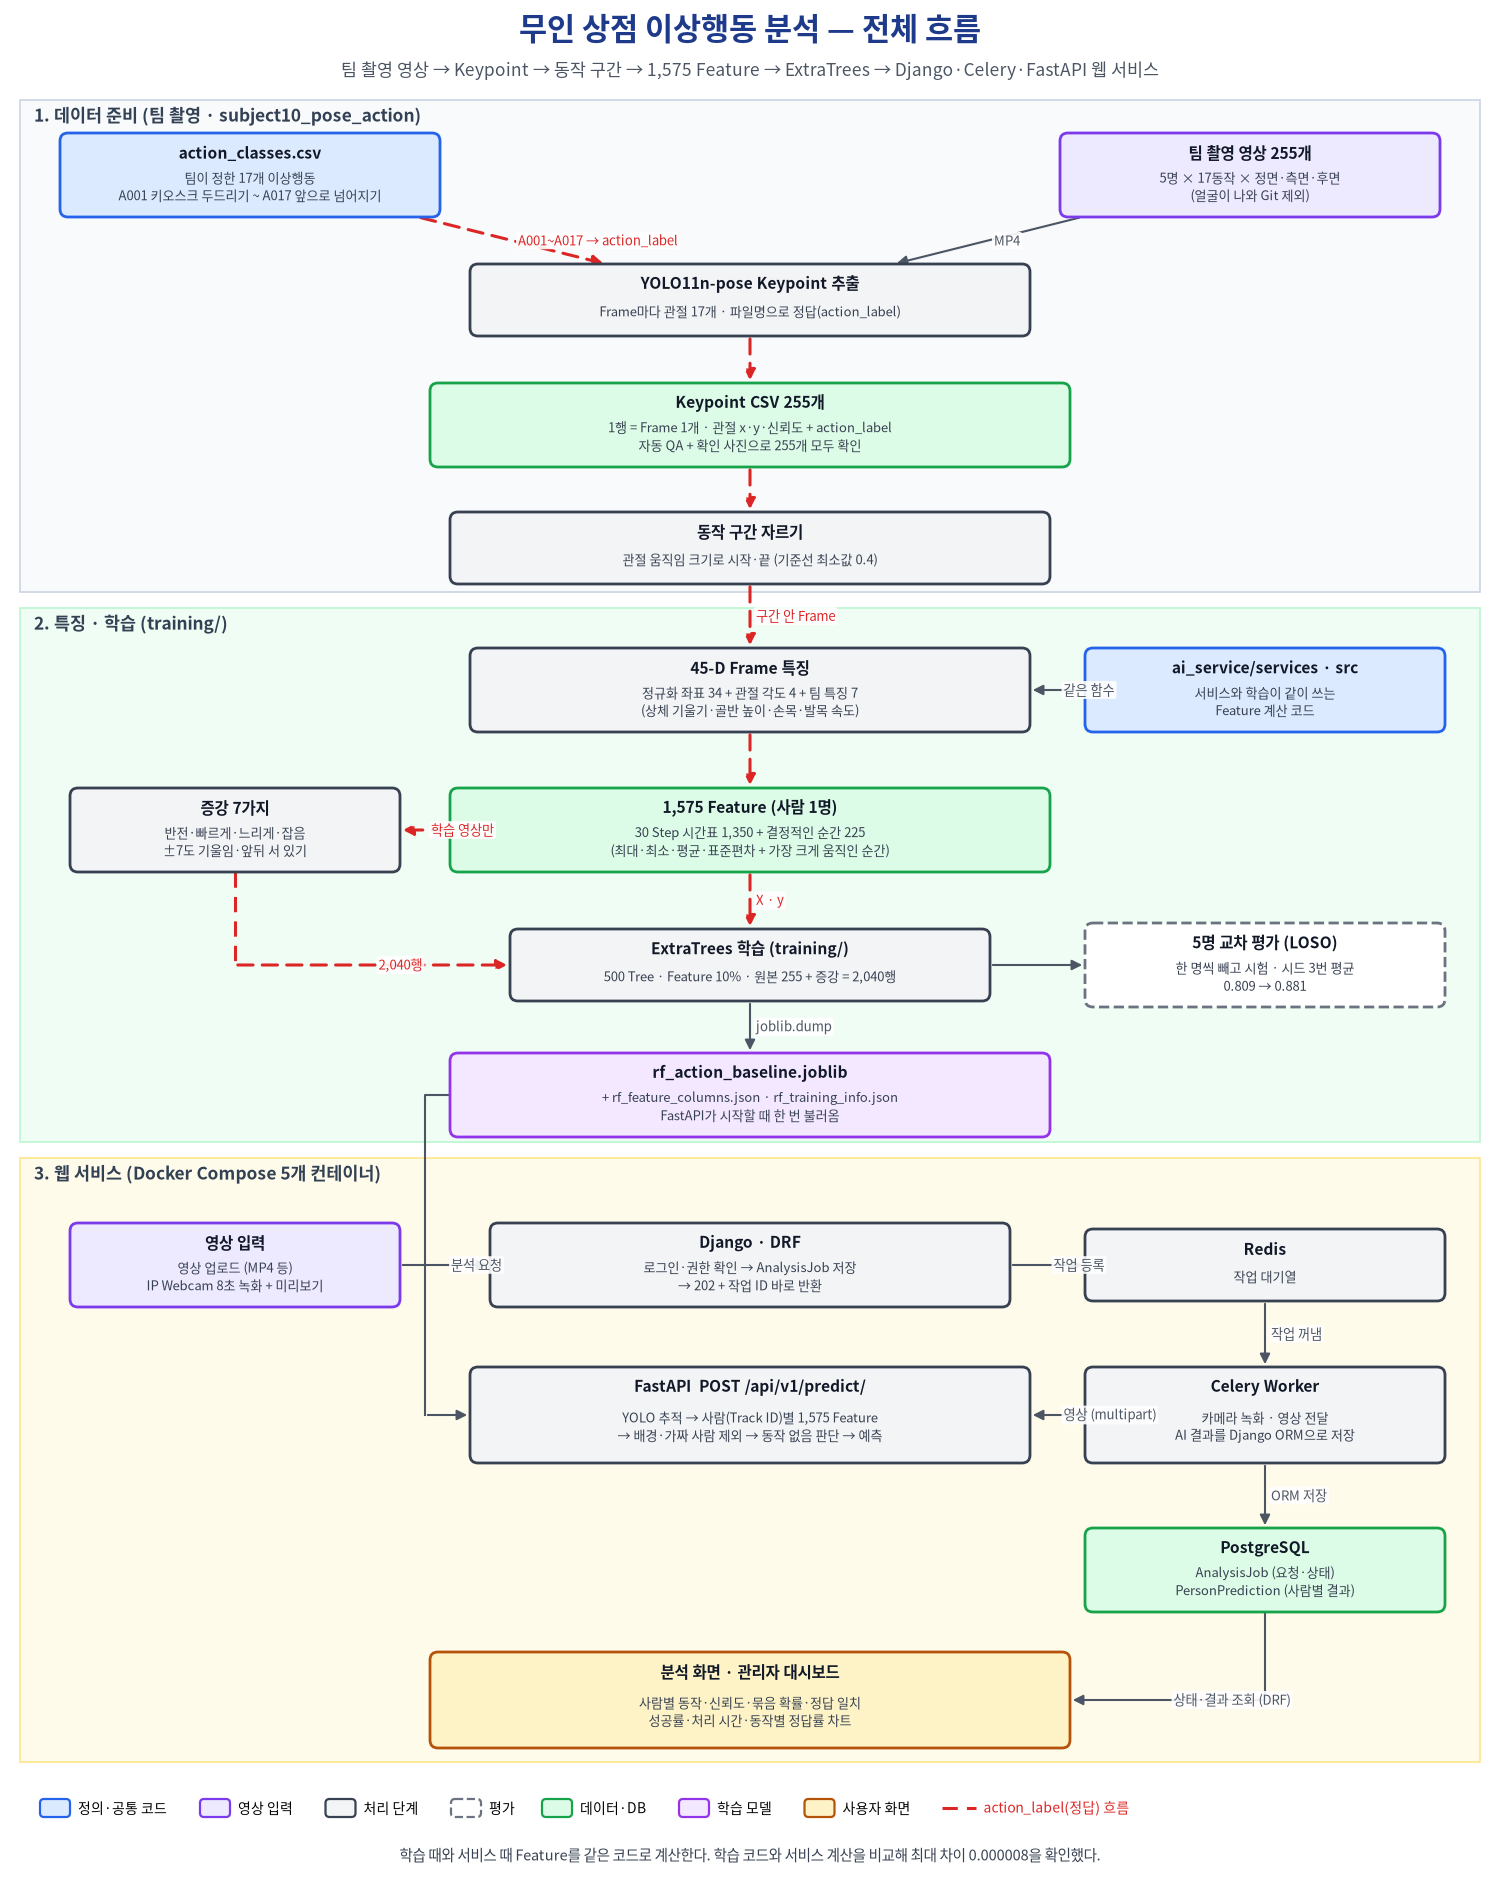 무인 상점 이상행동 분석 — 전체 흐름
팀 촬영 영상 → Keypoint → 동작 구간 → 1,575 Feature → ExtraTrees → Django·Celery·FastAPI 웹 서비스
1. 데이터 준비 (팀 촬영 · subject10_pose_action)
action_classes.csv
팀이 정한 17개 이상행동
A001 키오스크 두드리기 ~ A017 앞으로 넘어지기
팀 촬영 영상 255개
5명 × 17동작 × 정면·측면·후면
(얼굴이 나와 Git 제외)
A001~A017 → action_label
MP4
YOLO11n-pose Keypoint 추출
Frame마다 관절 17개 · 파일명으로 정답(action_label)
Keypoint CSV 255개
1행 = Frame 1개 · 관절 x·y·신뢰도 + action_label
자동 QA + 확인 사진으로 255개 모두 확인
동작 구간 자르기
관절 움직임 크기로 시작·끝 (기준선 최소값 0.4)
구간 안 Frame
2. 특징 · 학습 (training/)
45-D Frame 특징
정규화 좌표 34 + 관절 각도 4 + 팀 특징 7
(상체 기울기·골반 높이·손목·발목 속도)
같은 함수
ai_service/services · src
서비스와 학습이 같이 쓰는
Feature 계산 코드
증강 7가지
반전·빠르게·느리게·잡음
±7도 기울임·앞뒤 서 있기
학습 영상만
1,575 Feature (사람 1명)
30 Step 시간표 1,350 + 결정적인 순간 225
(최대·최소·평균·표준편차 + 가장 크게 움직인 순간)
X · y
2,040행
ExtraTrees 학습 (training/)
500 Tree · Feature 10% · 원본 255 + 증강 = 2,040행
5명 교차 평가 (LOSO)
한 명씩 빼고 시험 · 시드 3번 평균
0.809 → 0.881
joblib.dump
rf_action_baseline.joblib
+ rf_feature_columns.json · rf_training_info.json
FastAPI가 시작할 때 한 번 불러옴
3. 웹 서비스 (Docker Compose 5개 컨테이너)
영상 입력
영상 업로드 (MP4 등)
IP Webcam 8초 녹화 + 미리보기
분석 요청
Django · DRF
로그인·권한 확인 → AnalysisJob 저장
→ 202 + 작업 ID 바로 반환
작업 등록
Redis
작업 대기열
작업 꺼냄
FastAPI  POST /api/v1/predict/
YOLO 추적 → 사람(Track ID)별 1,575 Feature
→ 배경·가짜 사람 제외 → 동작 없음 판단 → 예측
영상 (multipart)
Celery Worker
카메라 녹화 · 영상 전달
AI 결과를 Django ORM으로 저장
ORM 저장
PostgreSQL
AnalysisJob (요청·상태)
PersonPrediction (사람별 결과)
분석 화면 · 관리자 대시보드
사람별 동작·신뢰도·묶음 확률·정답 일치
성공률·처리 시간·동작별 정답률 차트
상태·결과 조회 (DRF)
정의·공통 코드
영상 입력
처리 단계
평가
데이터·DB
학습 모델
사용자 화면
action_label(정답) 흐름
학습 때와 서비스 때 Feature를 같은 코드로 계산한다. 학습 코드와 서비스 계산을 비교해 최대 차이 0.000008을 확인했다.